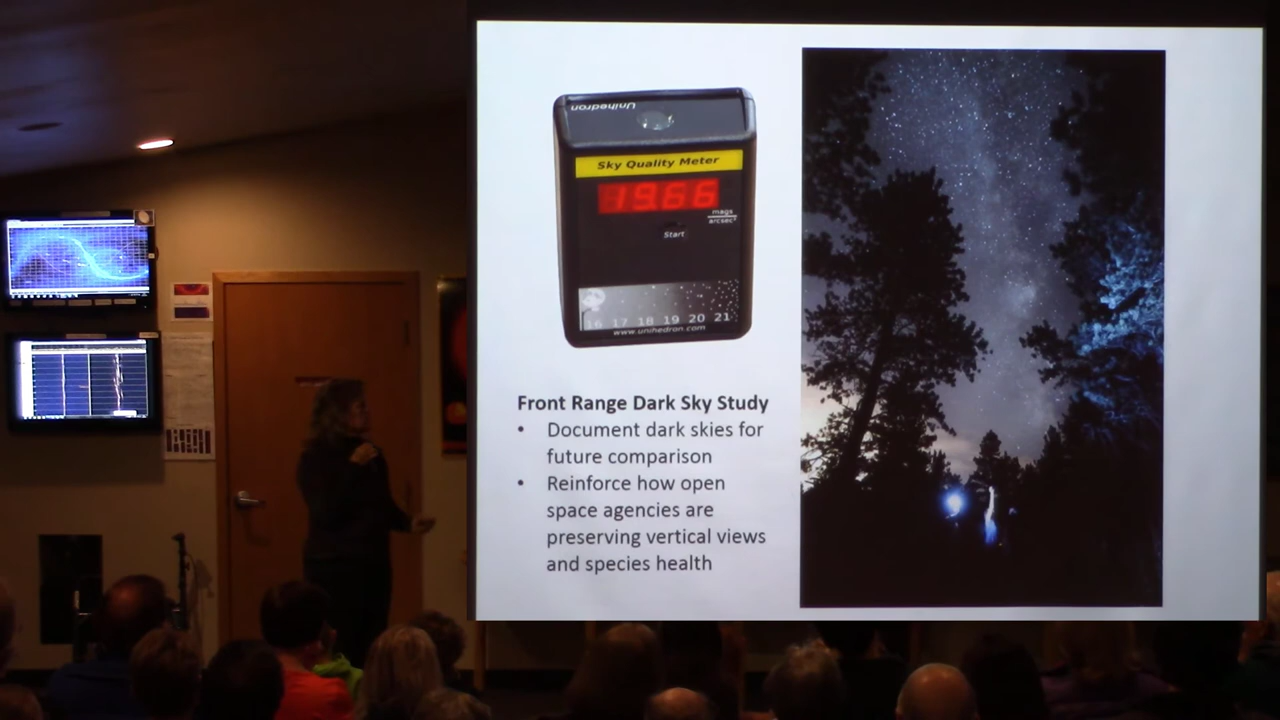 Unihedron
Sky Quality Meter
19.66
mags
arcsec²
Start
16 17 18 19 20 21
www.unihedron.com
Front Range Dark Sky Study
• Document dark skies for
future comparison
• Reinforce how open
space agencies are
preserving vertical views
and species health